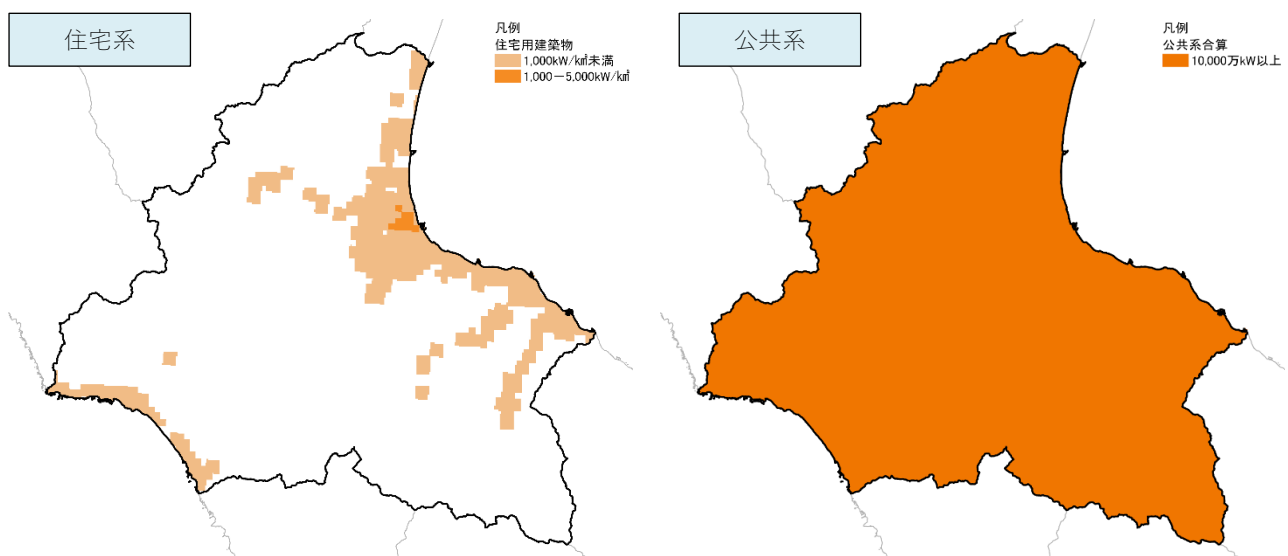 住宅系
凡例
住宅用建築物
1,000kW/k㎡未満
1,000－5,000kW/k㎡
公共系
凡例
公共系合算
10,000万kW以上